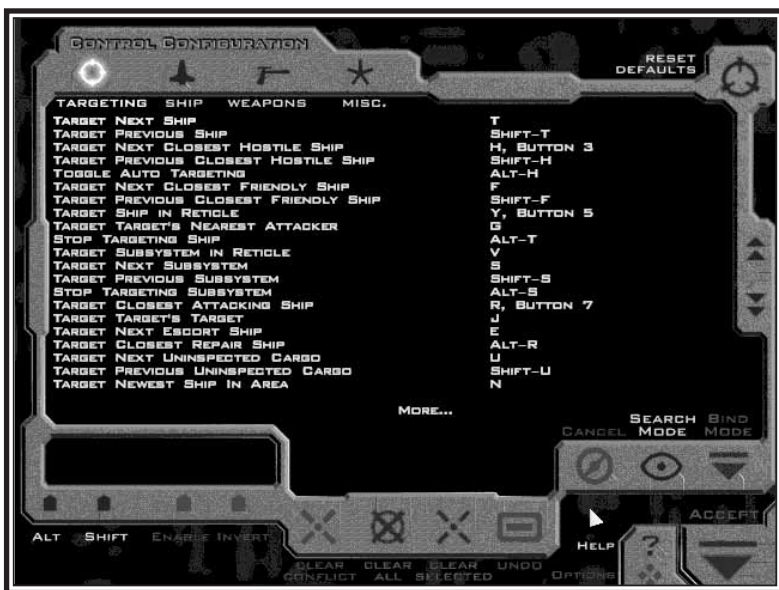 Control Configuration
Reset
Defaults
Targeting Ship Weapons Misc.
Target Next Ship T
Target Previous Ship Shift-T
Target Next Closest Hostile Ship H, Button 3
Target Previous Closest Hostile Ship Shift-H
Toggle Auto Targeting Alt-H
Target Next Closest Friendly Ship F
Target Previous Closest Friendly Ship Shift-F
Target Ship in Reticle Y, Button 5
Target Target's Nearest Attacker G
Stop Targeting Ship Alt-T
Target Subsystem in Reticle V
Target Next Subsystem S
Target Previous Subsystem Shift-S
Stop Targeting Subsystem Alt-S
Target Closest Attacking Ship R, Button 7
Target Target's Target J
Target Next Escort Ship E
Target Closest Repair Ship Alt-R
Target Next Uninspected Cargo U
Target Previous Uninspected Cargo Shift-U
Target Newest Ship In Area N
More...
Cancel Search Mode Bind Mode
Alt Shift Enable Invert
Clear Conflict Clear All Clear Selected Undo
Accept
Help
?
Options